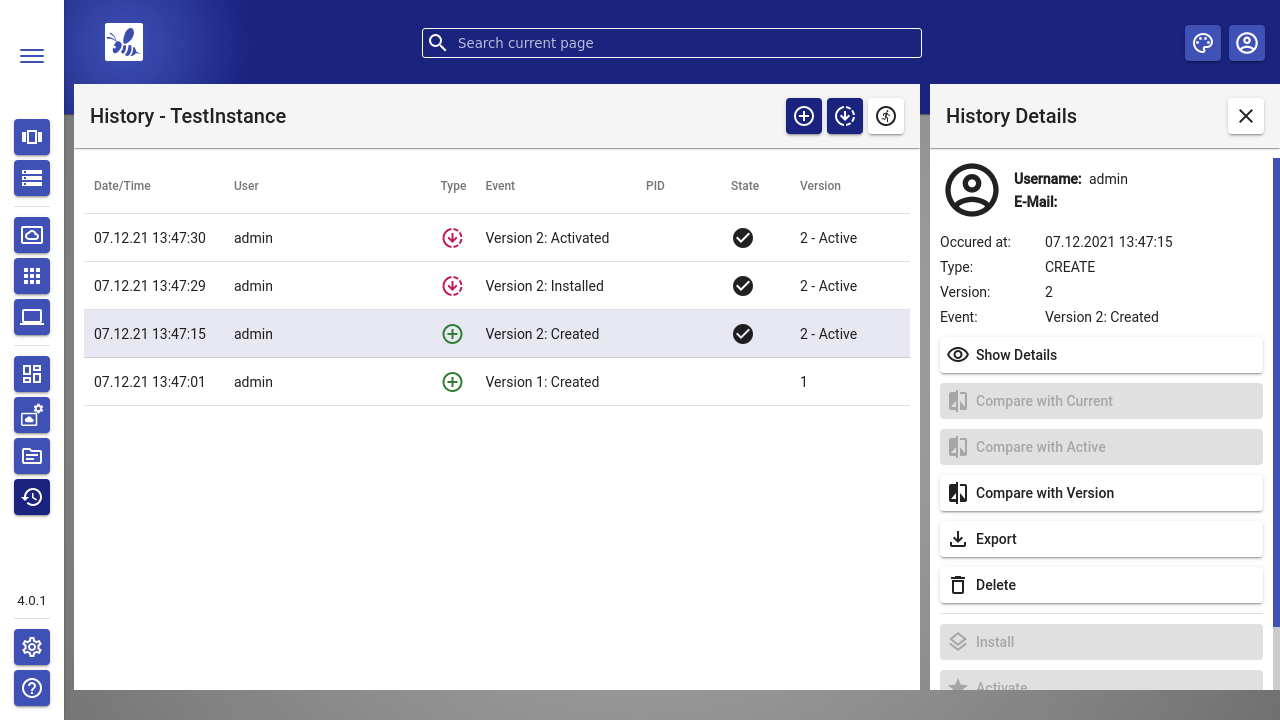 Search current page
History - TestInstance
Date/Time User Type Event PID State Version
07.12.21 13:47:30 admin Version 2: Activated 2 - Active
07.12.21 13:47:29 admin Version 2: Installed 2 - Active
07.12.21 13:47:15 admin Version 2: Created 2 - Active
07.12.21 13:47:01 admin Version 1: Created 1
History Details
Username: admin
E-Mail:
Occured at: 07.12.2021 13:47:15
Type: CREATE
Version: 2
Event: Version 2: Created
Show Details
Compare with Current
Compare with Active
Compare with Version
Export
Delete
Install
Activate
4.0.1